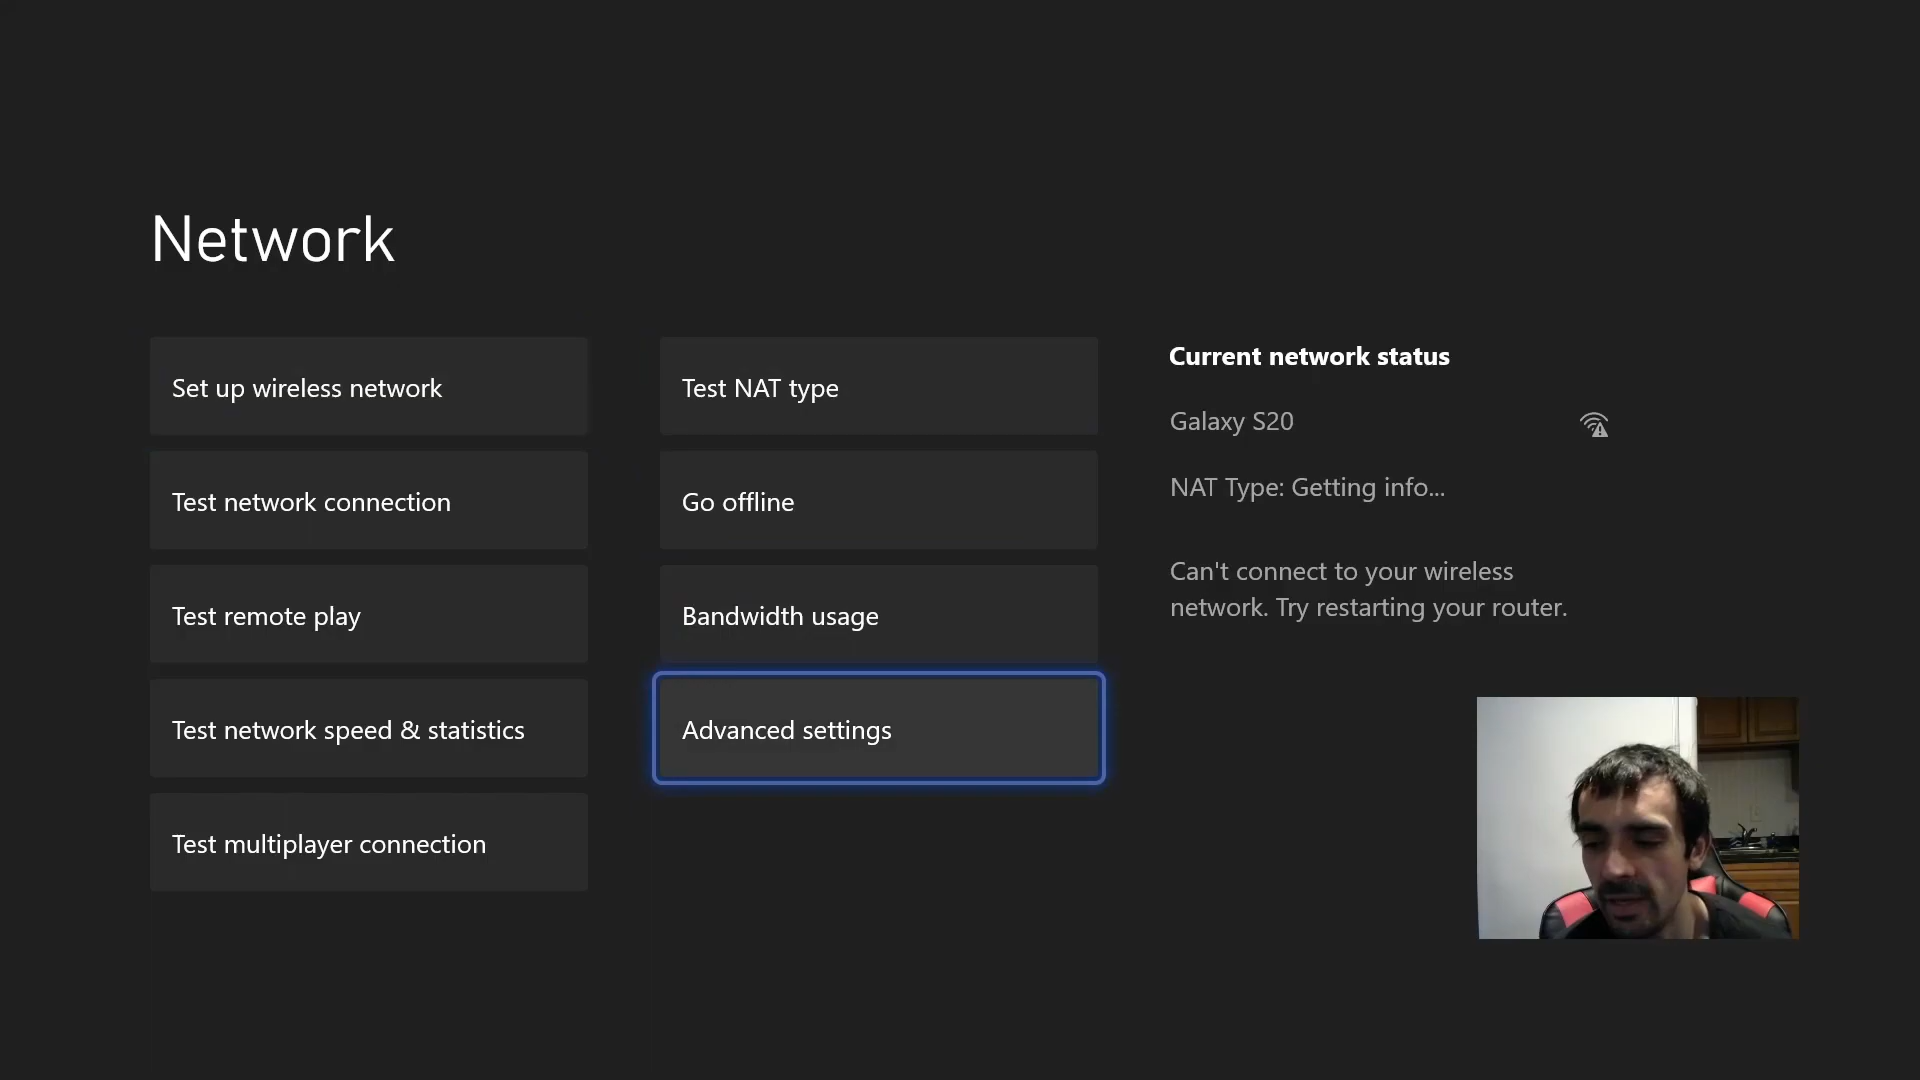 Network
Set up wireless network
Test network connection
Test remote play
Test network speed & statistics
Test multiplayer connection
Test NAT type
Go offline
Bandwidth usage
Advanced settings
Current network status
Galaxy S20
NAT Type: Getting info...
Can't connect to your wireless
network. Try restarting your router.